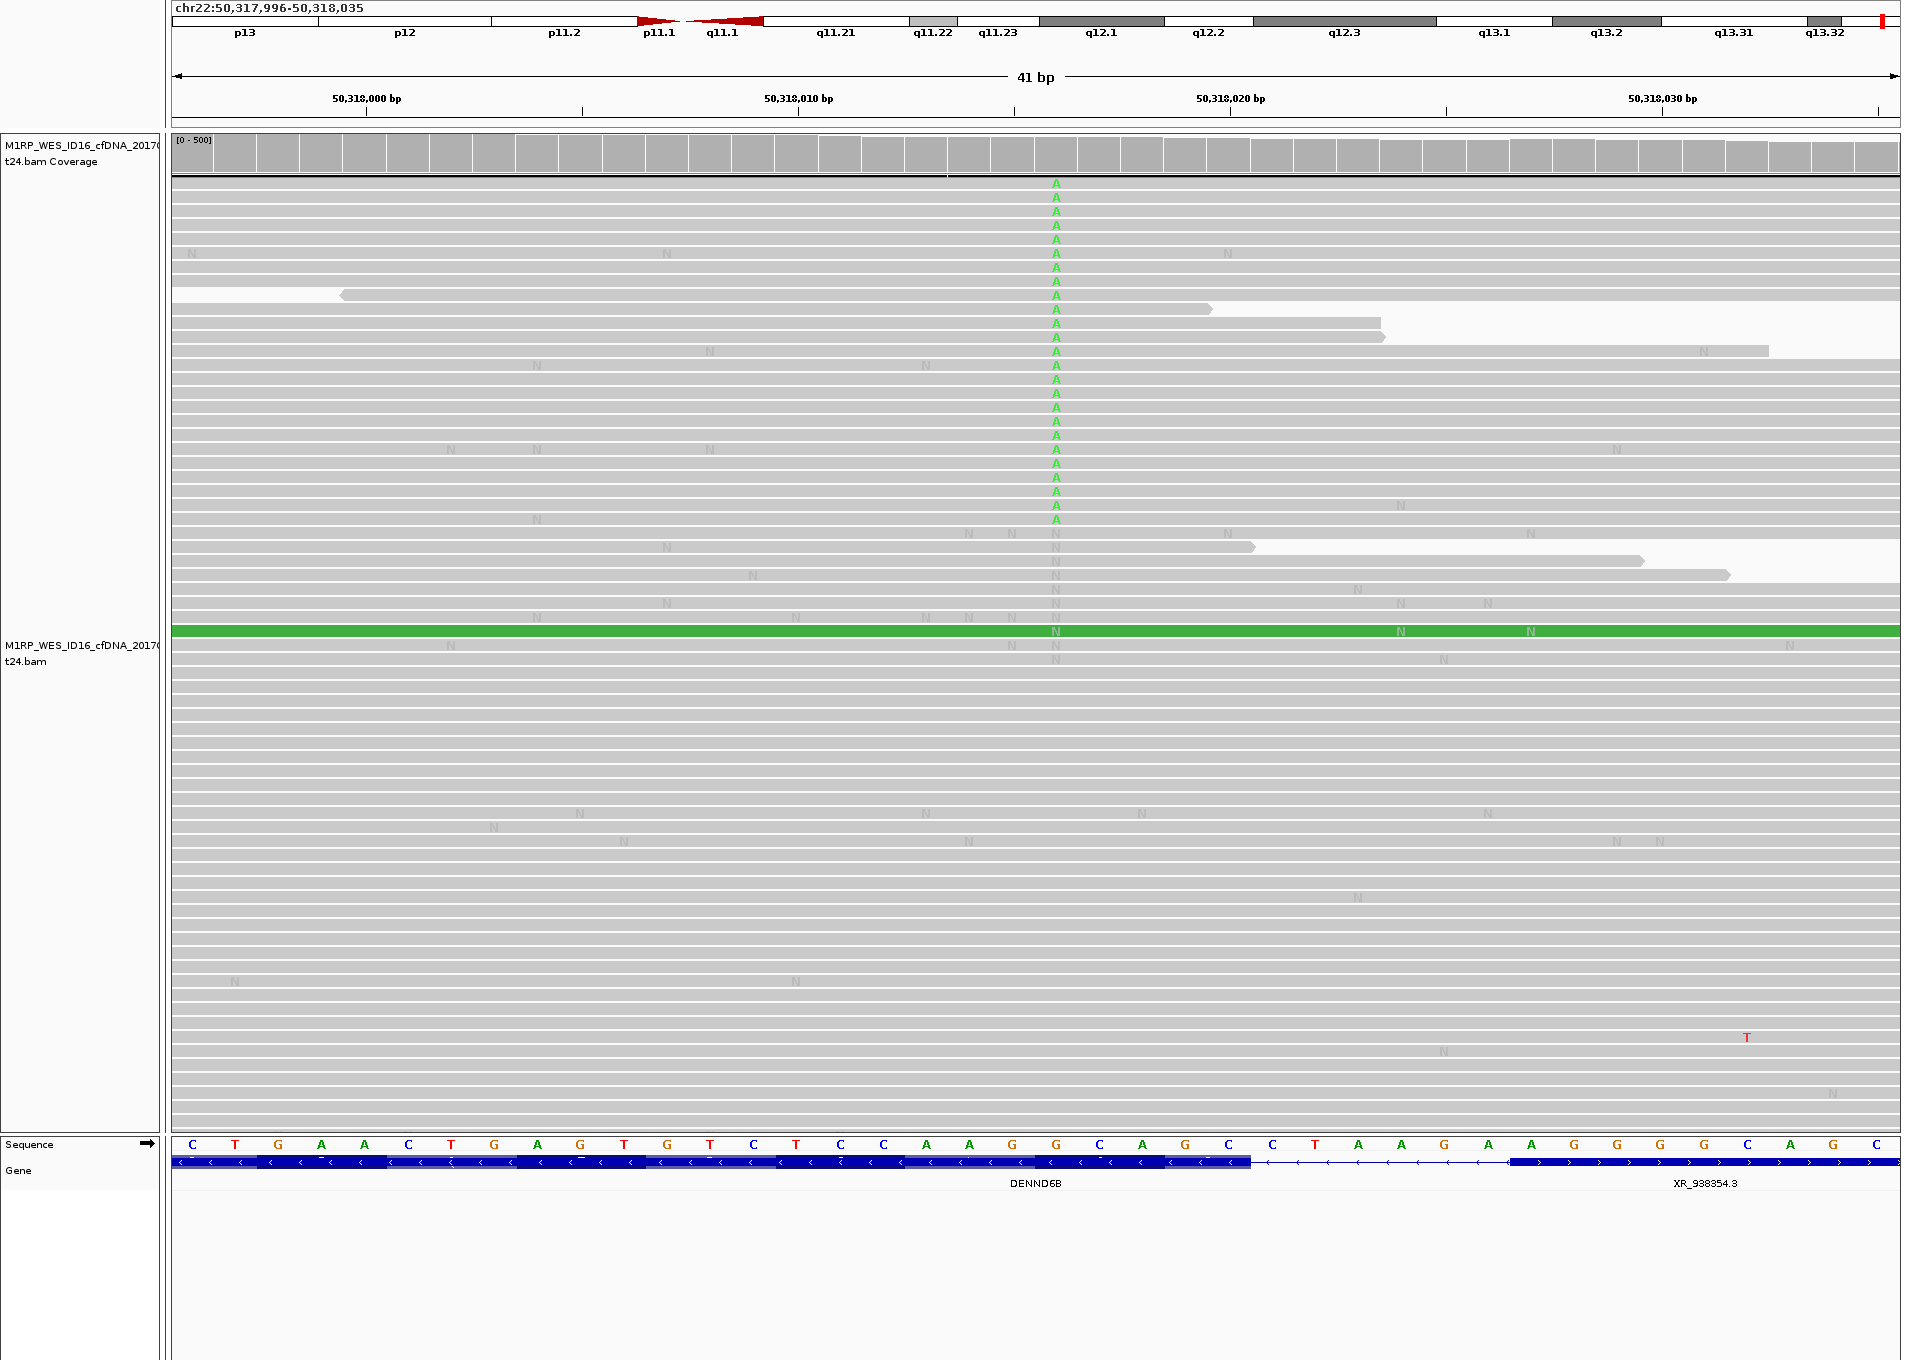 chr22:50,317,996-50,318,035
p13 p12 p11.2 p11.1 q11.1 q11.21 q11.22 q11.23 q12.1 q12.2 q12.3 q13.1 q13.2 q13.31 q13.32
41 bp
50,318,000 bp 50,318,010 bp 50,318,020 bp 50,318,030 bp
M1RP_WES_ID16_cfDNA_2017
t24.bam Coverage
[0 - 500]
A
A
A
A
A
N N A N
A
A
A
A
A
A
N A N
N N A
A
A
A
A
A
N N N A N
A
A
A
A N
N A
N N N N N
N N
N
N N
N N
N N N N
N N N N N N
N N N
M1RP_WES_ID16_cfDNA_2017
t24.bam
N N N N
N N
N N N N
N
N N N N
N
N N
T
N
N
Sequence
C T G A A C T G A G T G T C T C C A A G G C A G C C T A A G A A G G G G C A G C
Gene
DENND6B XR_938354.3